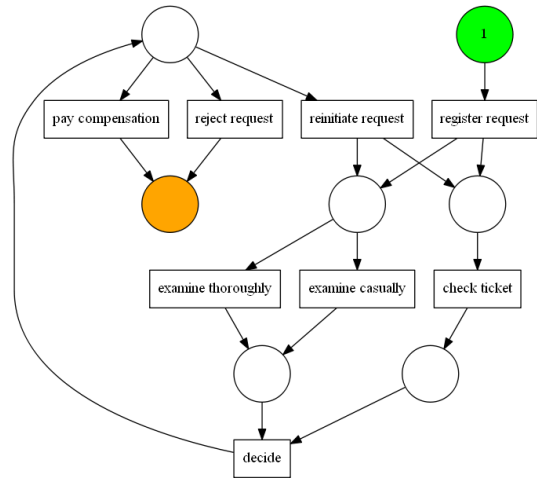 1
pay compensation
reject request
reinitiate request
register request
examine thoroughly
examine casually
check ticket
decide